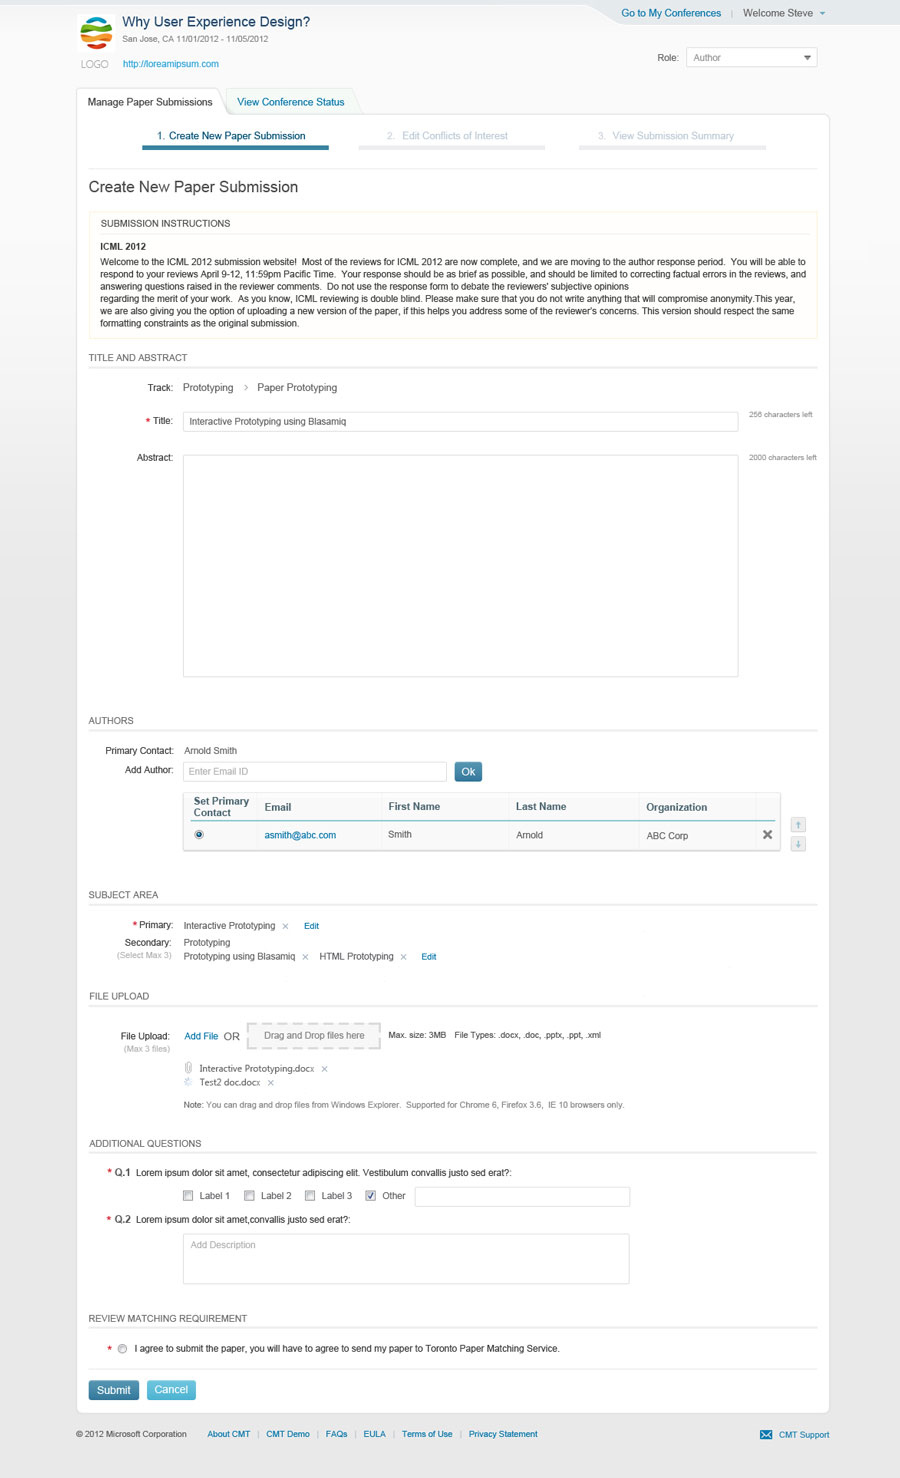 Go to My Conferences | Welcome Steve
Why User Experience Design?
San Jose, CA 11/01/2012 - 11/05/2012
LOGO
http://loreamipsum.com
Role: Author
Manage Paper Submissions
View Conference Status
1. Create New Paper Submission
2. Edit Conflicts of Interest
3. View Submission Summary
Create New Paper Submission
SUBMISSION INSTRUCTIONS
ICML 2012
Welcome to the ICML 2012 submission website! Most of the reviews for ICML 2012 are now complete, and we are moving to the author response period. You will be able to
respond to your reviews April 9-12, 11:59pm Pacific Time. Your response should be as brief as possible, and should be limited to correcting factual errors in the reviews, and
answering questions raised in the reviewer comments. Do not use the response form to debate the reviewers' subjective opinions
regarding the merit of your work. As you know, ICML reviewing is double blind. Please make sure that you do not write anything that will compromise anonymity.This year,
we are also giving you the option of uploading a new version of the paper, if this helps you address some of the reviewer's concerns. This version should respect the same
formatting constraints as the original submission.
TITLE AND ABSTRACT
Track: Prototyping > Paper Prototyping
* Title: Interactive Prototyping using Blasamiq
256 characters left
Abstract:
2000 characters left
AUTHORS
Primary Contact: Arnold Smith
Add Author: Enter Email ID Ok
Set Primary Contact Email First Name Last Name Organization
asmith@abc.com Smith Arnold ABC Corp
SUBJECT AREA
* Primary: Interactive Prototyping × Edit
Secondary: Prototyping
(Select Max 3) Prototyping using Blasamiq × HTML Prototyping × Edit
FILE UPLOAD
File Upload: Add File OR Drag and Drop files here Max. size: 3MB File Types: .docx, .doc, .pptx, .ppt, .xml
(Max 3 files)
Interactive Prototyping.docx ×
Test2 doc.docx ×
Note: You can drag and drop files from Windows Explorer. Supported for Chrome 6, Firefox 3.6, IE 10 browsers only.
ADDITIONAL QUESTIONS
* Q.1 Lorem ipsum dolor sit amet, consectetur adipiscing elit. Vestibulum convallis justo sed erat?:
Label 1 Label 2 Label 3 Other
* Q.2 Lorem ipsum dolor sit amet,convallis justo sed erat?:
Add Description
REVIEW MATCHING REQUIREMENT
* I agree to submit the paper, you will have to agree to send my paper to Toronto Paper Matching Service.
Submit Cancel
© 2012 Microsoft Corporation About CMT | CMT Demo | FAQs | EULA | Terms of Use | Privacy Statement
CMT Support